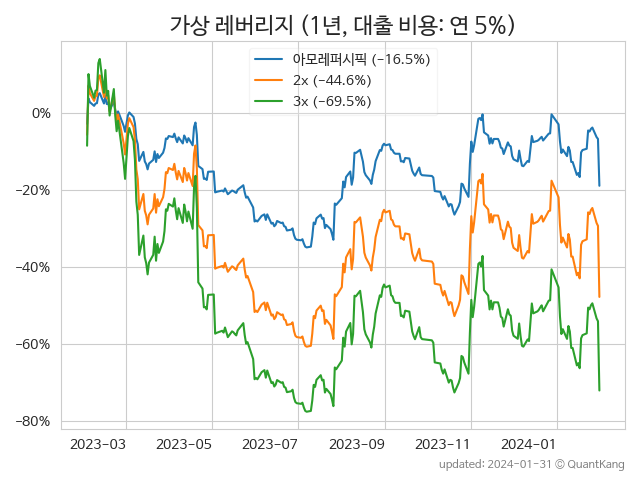 가상 레버리지 (1년, 대출 비용: 연 5%)
아모레퍼시픽 (−16.5%)
2x (−44.6%)
3x (−69.5%)
0%
−20%
−40%
−60%
−80%
2023-03 2023-05 2023-07 2023-09 2023-11 2024-01
updated: 2024-01-31 © QuantKang